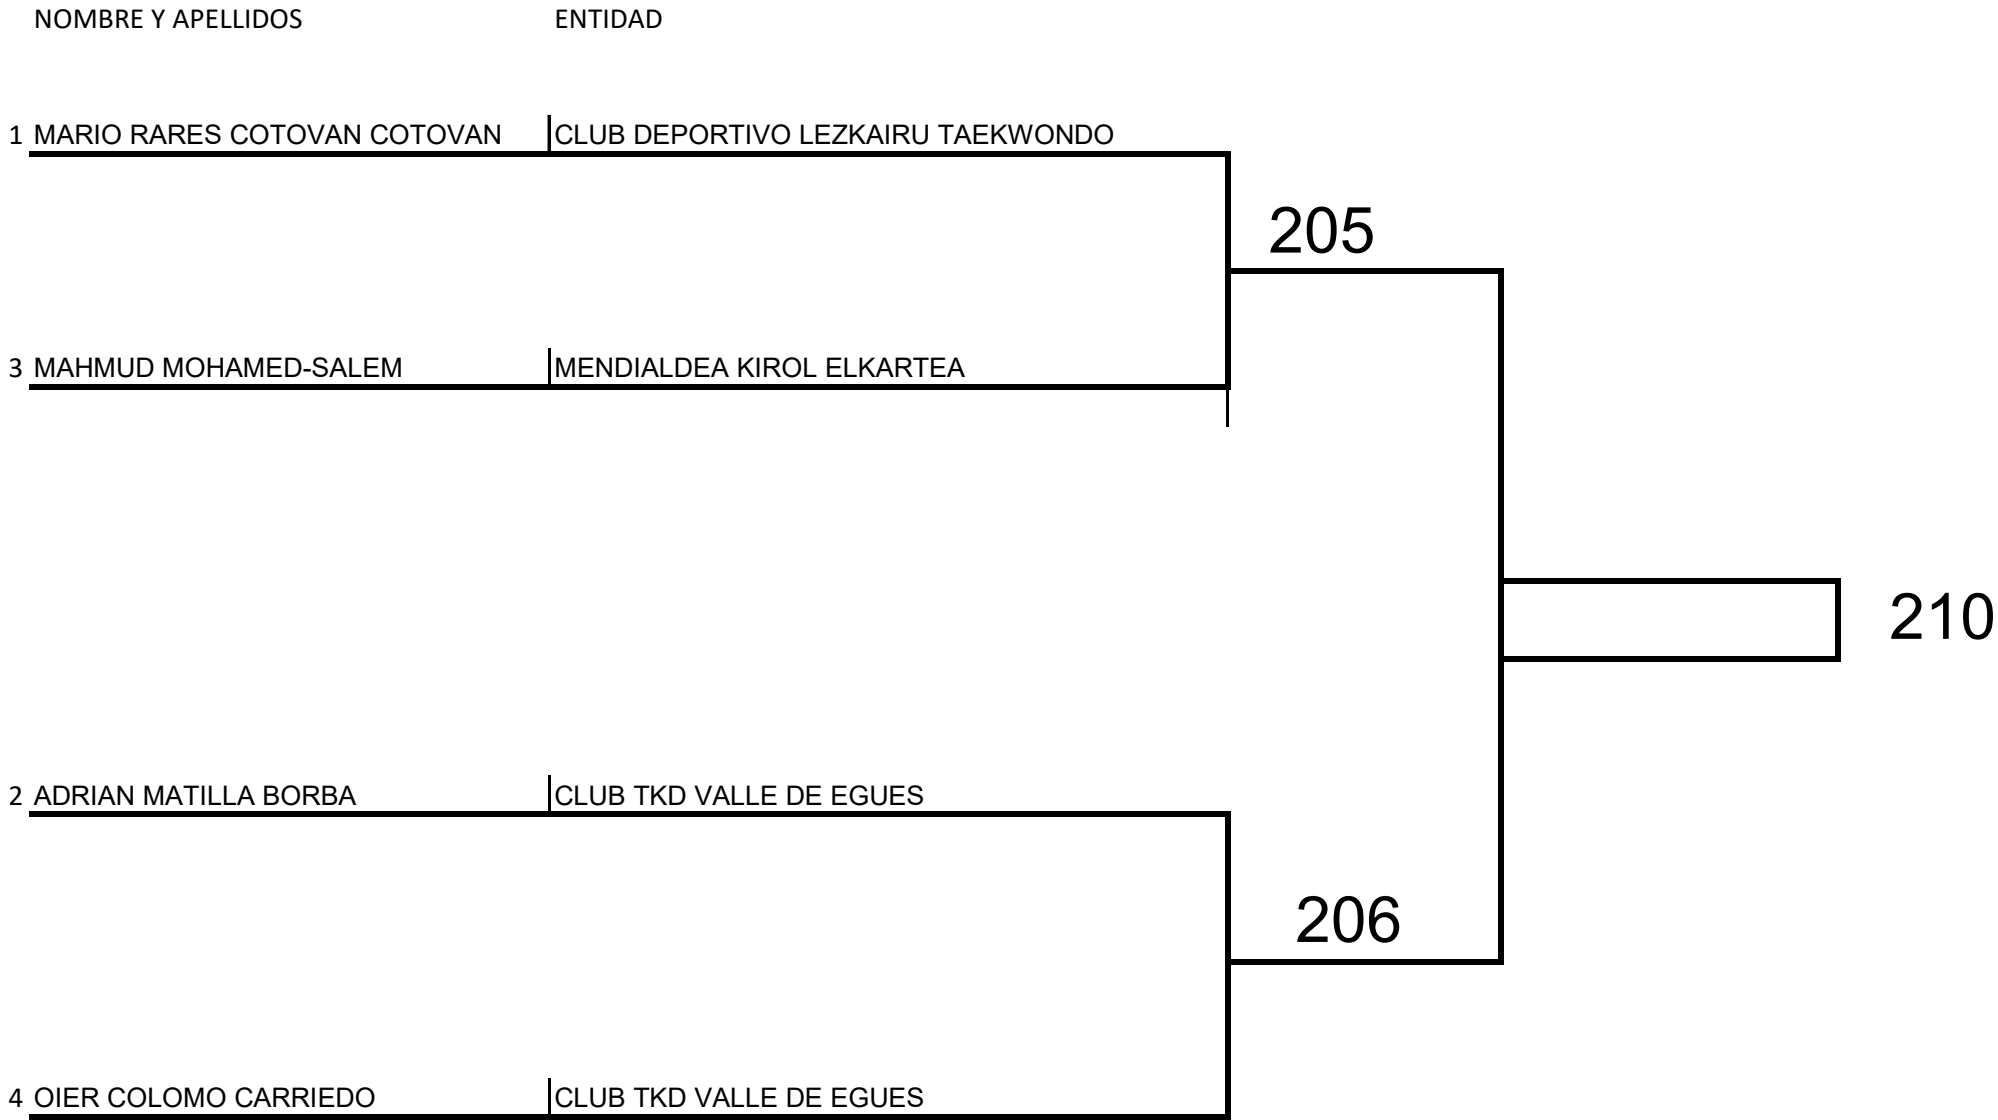 NOMBRE Y APELLIDOS ENTIDAD
1 MARIO RARES COTOVAN COTOVAN CLUB DEPORTIVO LEZKAIRU TAEKWONDO
205
3 MAHMUD MOHAMED-SALEM MENDIALDEA KIROL ELKARTEA
210
2 ADRIAN MATILLA BORBA CLUB TKD VALLE DE EGUES
206
4 OIER COLOMO CARRIEDO CLUB TKD VALLE DE EGUES